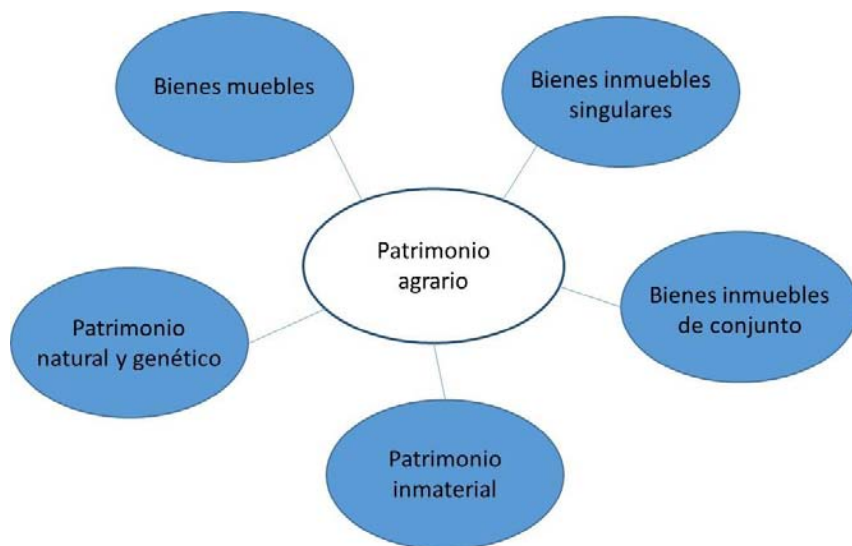 Bienes muebles
Bienes inmuebles
singulares
Patrimonio
agrario
Bienes inmuebles
de conjunto
Patrimonio
natural y genético
Patrimonio
inmaterial